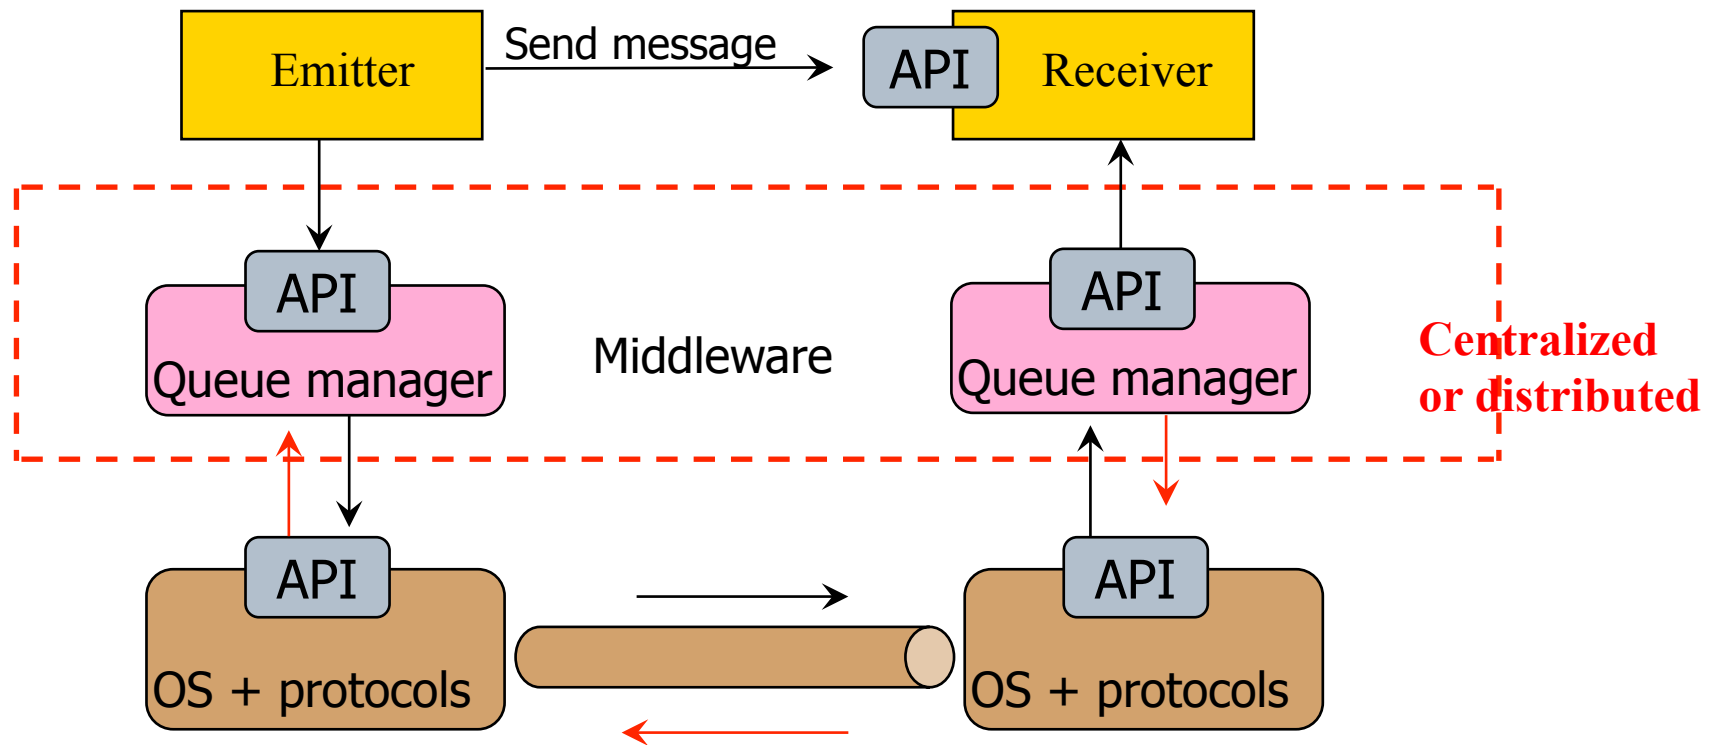 Emitter
Send message
API
Receiver
API
API
Queue manager
Middleware
Queue manager
Centralized
or distributed
API
API
OS + protocols
OS + protocols